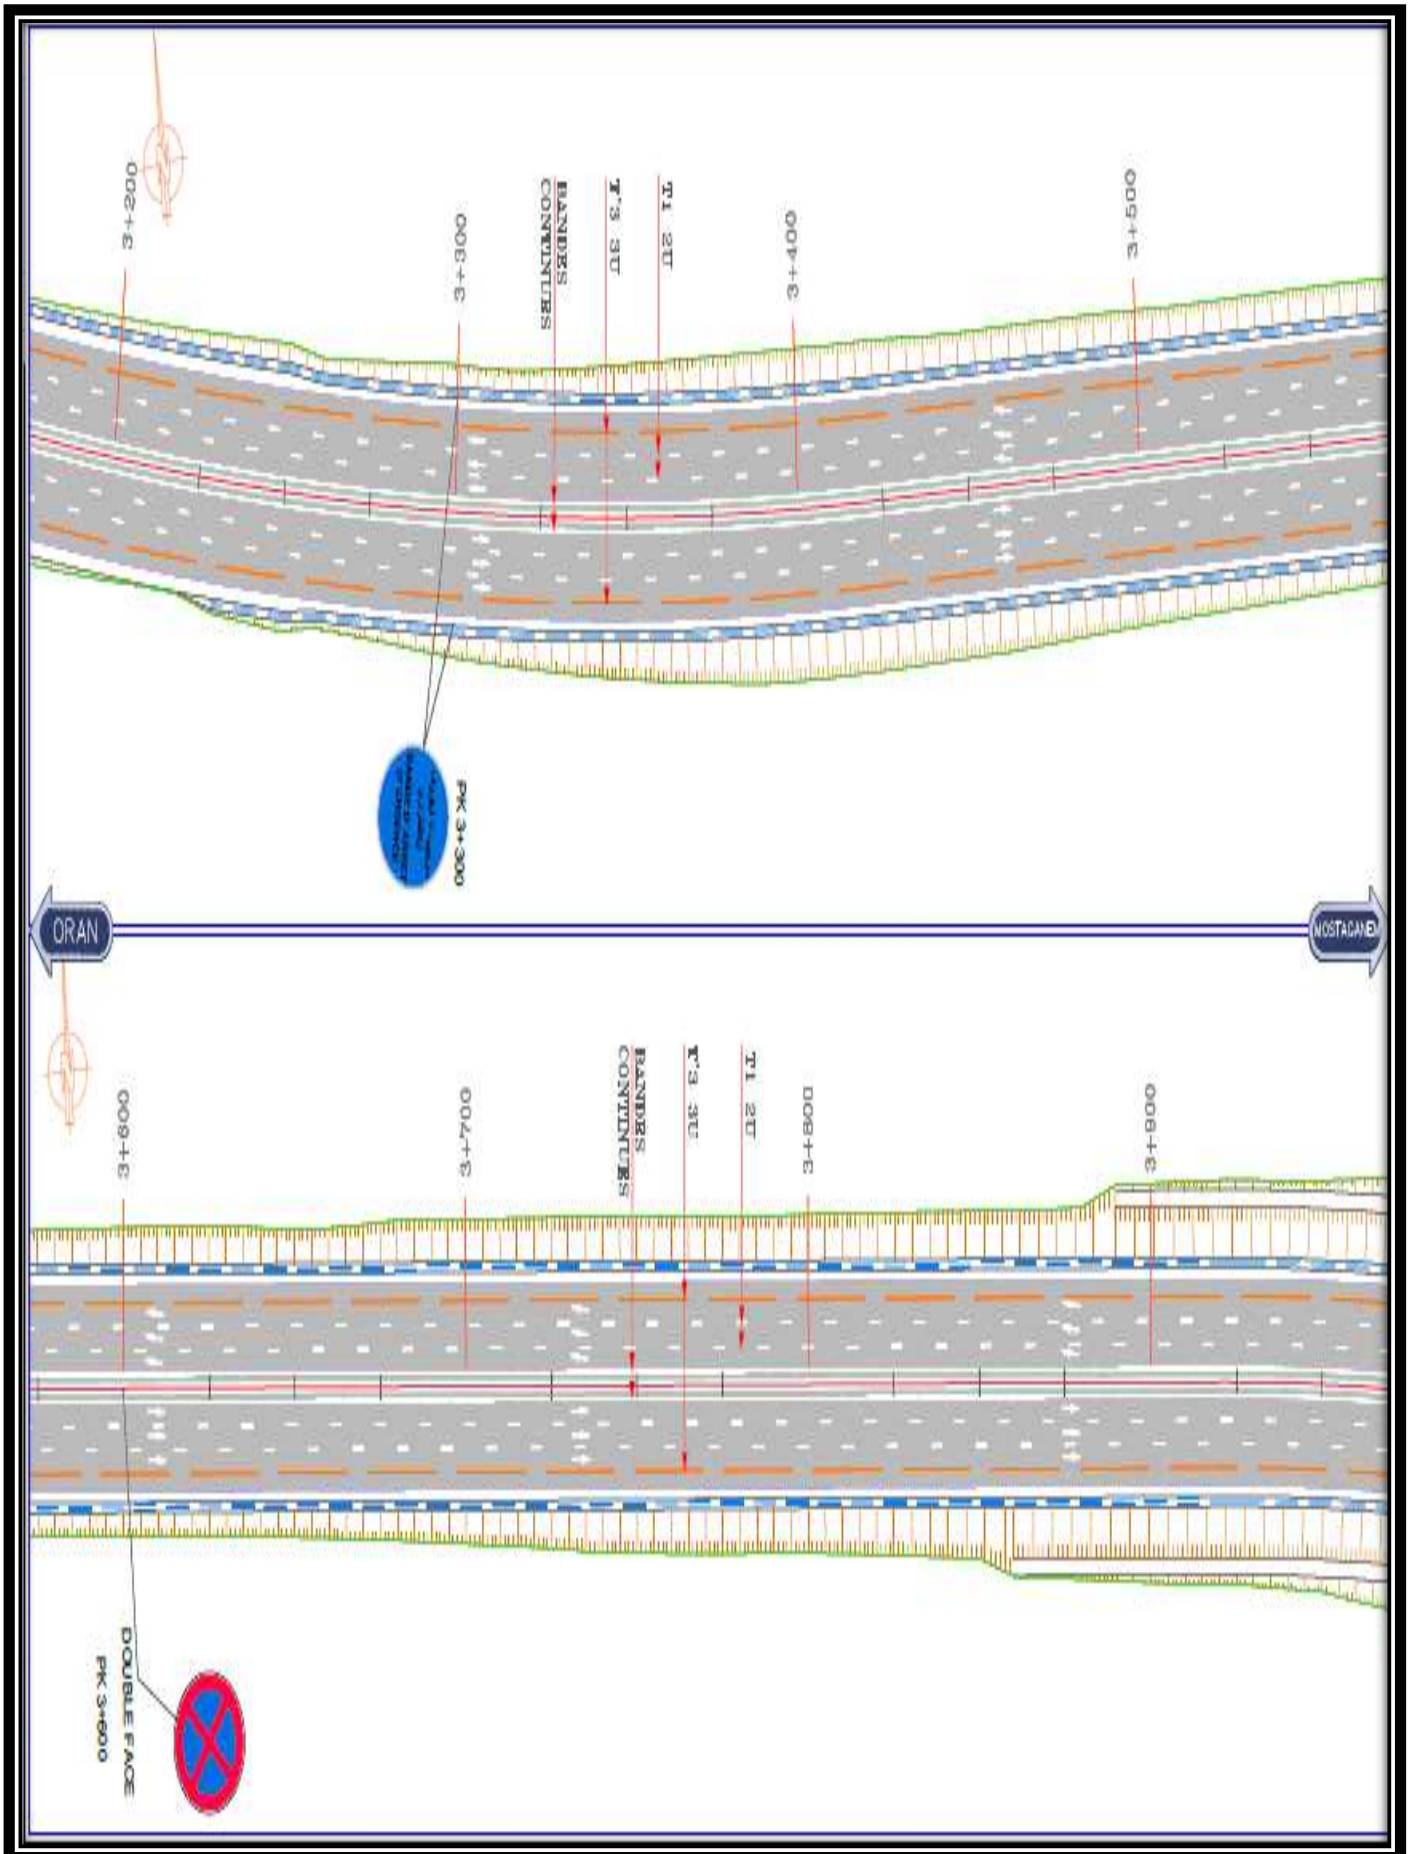 3+200
3+300
BANDES
CONTINUES
T'3 3U
T1 2U
3+400
3+500
PK 3+300
ORAN
MOSTAGANEM
3+600
3+700
BANDES
CONTINUES
T'3 3U
T1 2U
3+800
3+900
DOUBLE FACE
PK 3+600